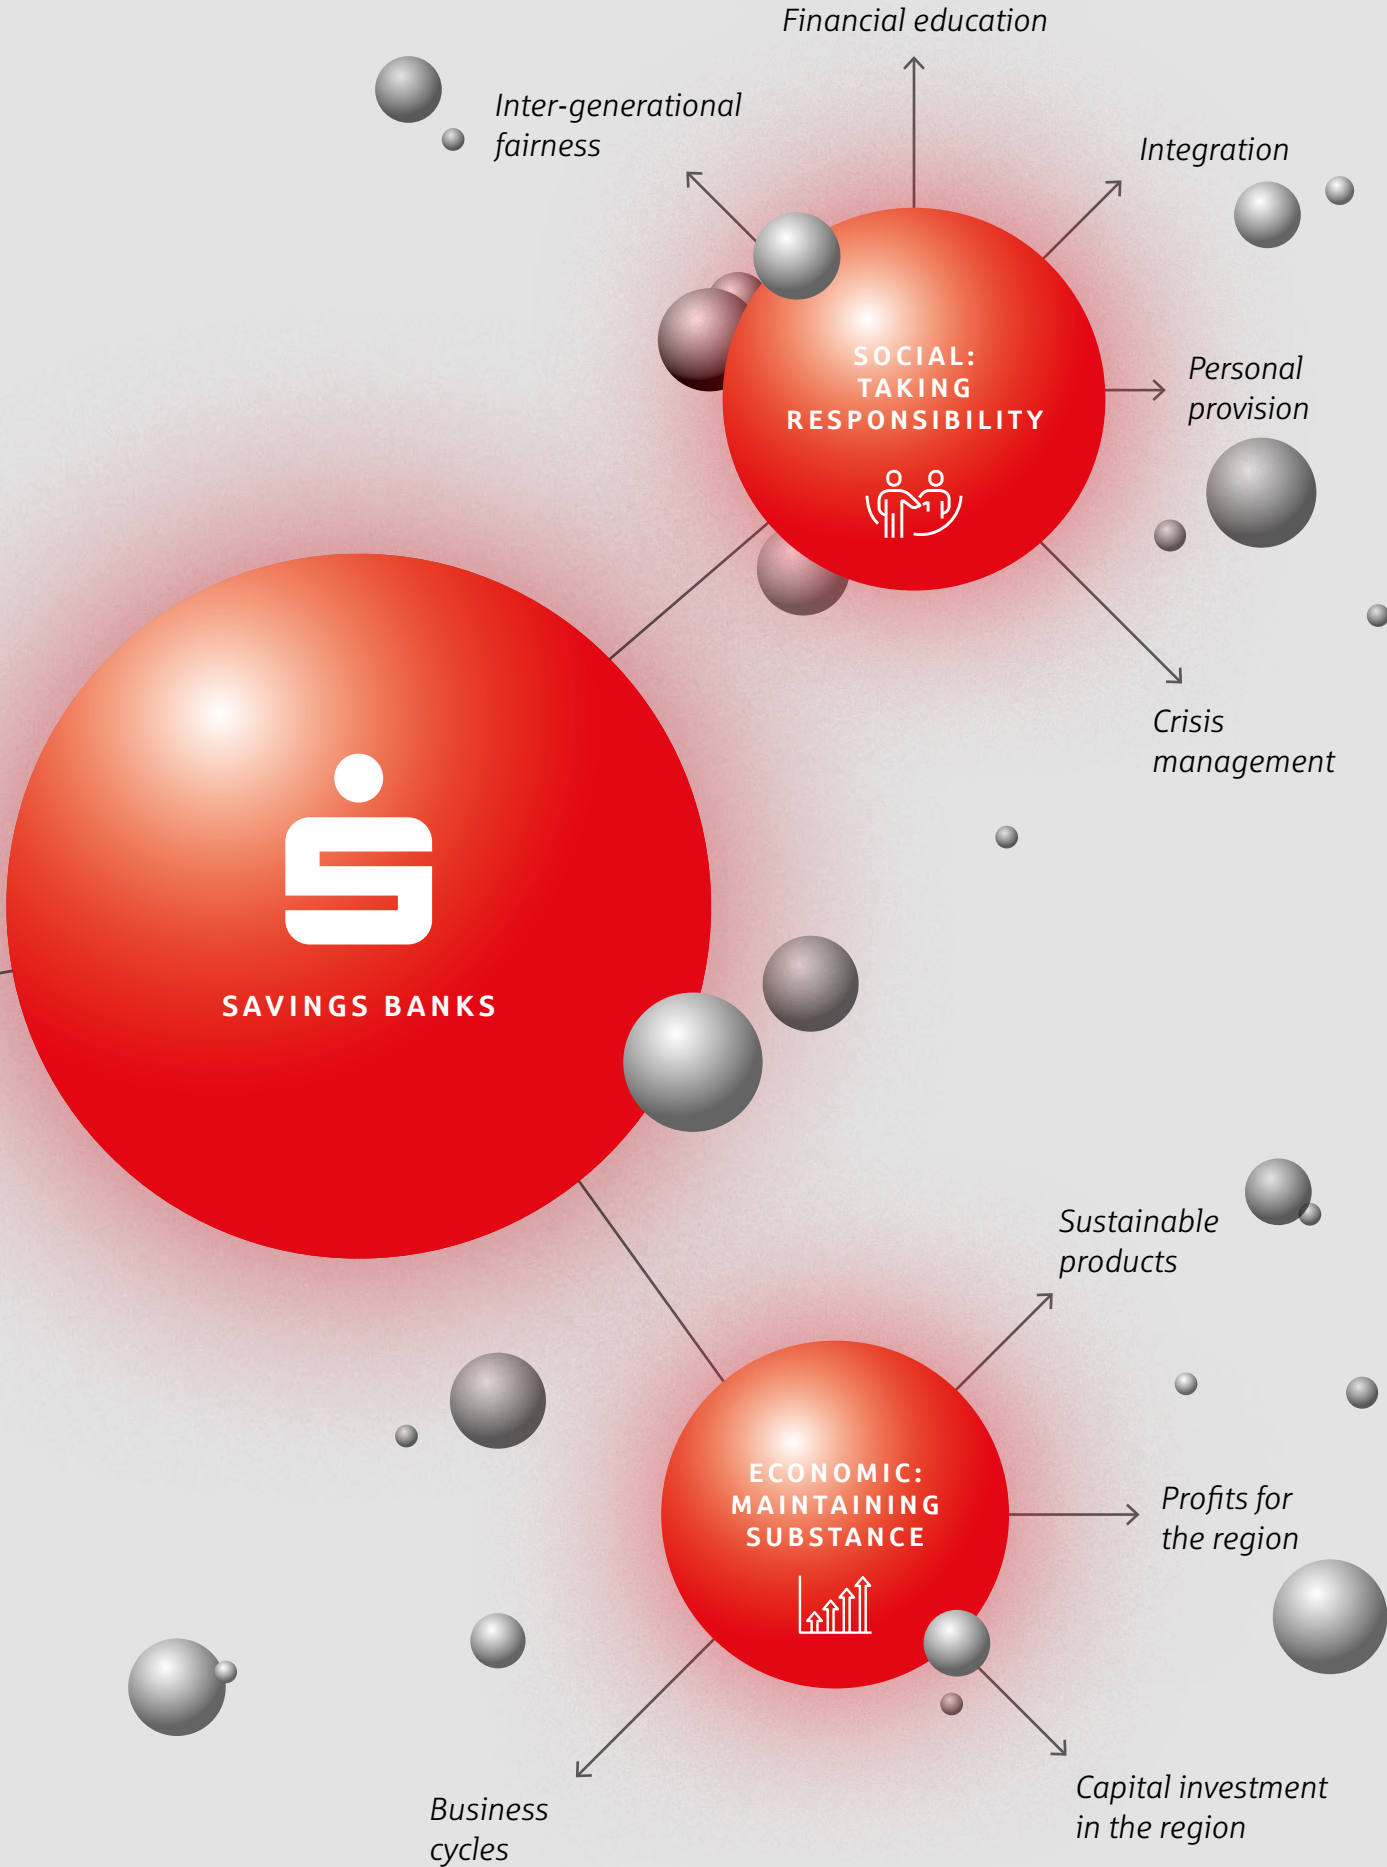 Financial education
Inter-generational
fairness
Integration
SOCIAL:
TAKING
RESPONSIBILITY
Personal
provision
Crisis
management
SAVINGS BANKS
Sustainable
products
ECONOMIC:
MAINTAINING
SUBSTANCE
Profits for
the region
Capital investment
in the region
Business
cycles